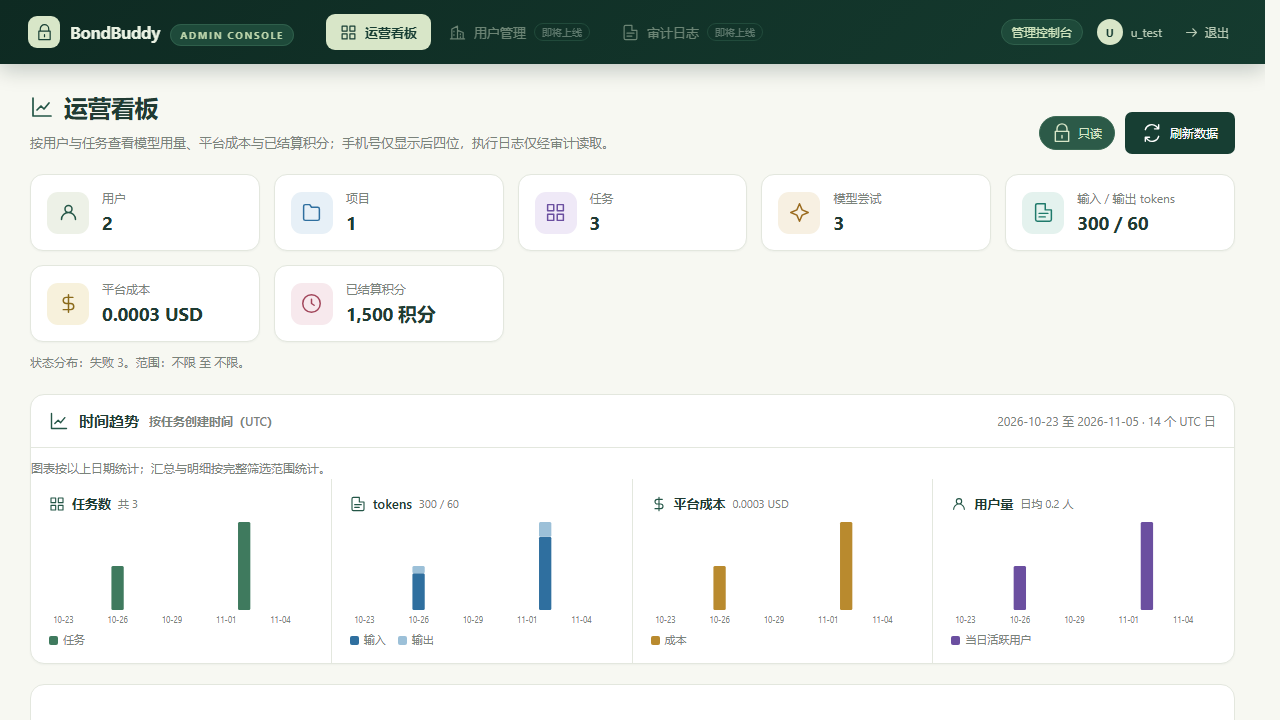 BondBuddy ADMIN CONSOLE 运营看板 用户管理 即将上线 审计日志 即将上线 管理控制台 U u_test 退出
运营看板
按用户与任务查看模型用量、平台成本与已结算积分；手机号仅显示后四位，执行日志仅经审计读取。
只读 刷新数据
用户
2
项目
1
任务
3
模型尝试
3
输入 / 输出 tokens
300 / 60
平台成本
0.0003 USD
已结算积分
1,500 积分
状态分布：失败 3。范围：不限 至 不限。
时间趋势 按任务创建时间（UTC） 2026-10-23 至 2026-11-05 · 14 个 UTC 日
图表按以上日期统计；汇总与明细按完整筛选范围统计。
任务数 共 3
10-23 10-26 10-29 11-01 11-04
任务
tokens 300 / 60
10-23 10-26 10-29 11-01 11-04
输入 输出
平台成本 0.0003 USD
10-23 10-26 10-29 11-01 11-04
成本
用户量 日均 0.2 人
10-23 10-26 10-29 11-01 11-04
当日活跃用户